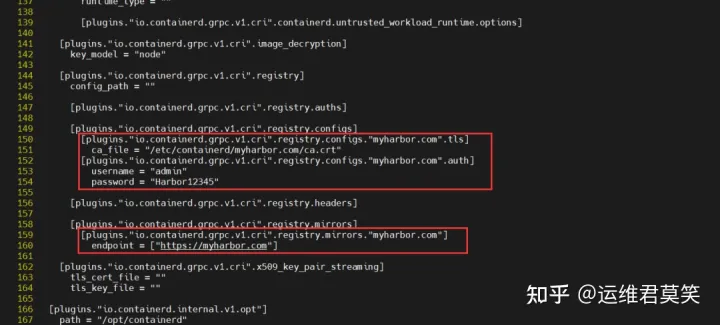 137 runtime_type = ""
138
139 [plugins."io.containerd.grpc.v1.cri".containerd.untrusted_workload_runtime.options]
140
141 [plugins."io.containerd.grpc.v1.cri".image_decryption]
142 key_model = "node"
143
144 [plugins."io.containerd.grpc.v1.cri".registry]
145 config_path = ""
146
147 [plugins."io.containerd.grpc.v1.cri".registry.auths]
148
149 [plugins."io.containerd.grpc.v1.cri".registry.configs]
150 [plugins."io.containerd.grpc.v1.cri".registry.configs."myharbor.com".tls]
151 ca_file = "/etc/containerd/myharbor.com/ca.crt"
152 [plugins."io.containerd.grpc.v1.cri".registry.configs."myharbor.com".auth]
153 username = "admin"
154 password = "Harbor12345"
155
156 [plugins."io.containerd.grpc.v1.cri".registry.headers]
157
158 [plugins."io.containerd.grpc.v1.cri".registry.mirrors]
159 [plugins."io.containerd.grpc.v1.cri".registry.mirrors."myharbor.com"]
160 endpoint = ["https://myharbor.com"]
161
162 [plugins."io.containerd.grpc.v1.cri".x509_key_pair_streaming]
163 tls_cert_file = ""
164 tls_key_file = ""
165
166 [plugins."io.containerd.internal.v1.opt"]
167 path = "/opt/containerd"
知乎 @运维君莫笑